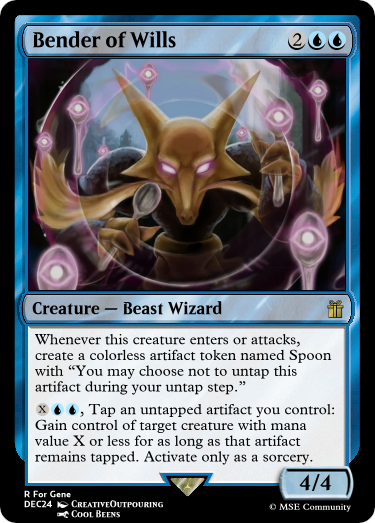 Bender of Wills 2
Creature — Beast Wizard
Whenever this creature enters or attacks,
create a colorless artifact token named Spoon
with “You may choose not to untap this
artifact during your untap step.”
X, Tap an untapped artifact you control:
Gain control of target creature with mana
value X or less for as long as that artifact
remains tapped. Activate only as a sorcery.
4/4
R For Gene
DEC24 CreativeOutpouring
Cool Beens
© MSE Community